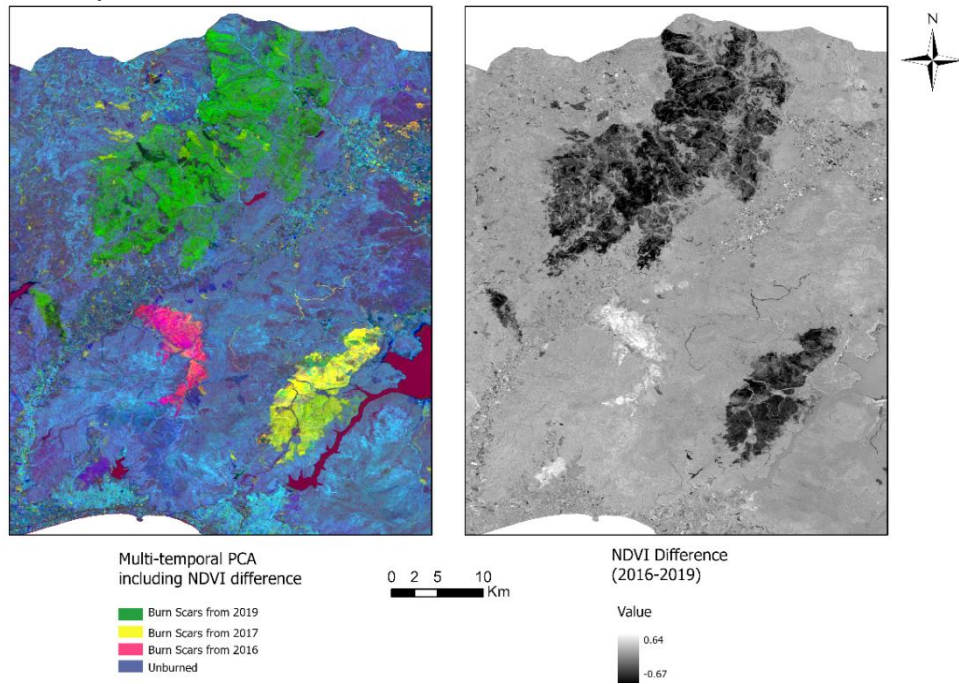 N
Multi-temporal PCA
including NDVI difference
Burn Scars from 2019
Burn Scars from 2017
Burn Scars from 2016
Unburned
0 2 5 10
Km
NDVI Difference
(2016-2019)
Value
0.64
-0.67